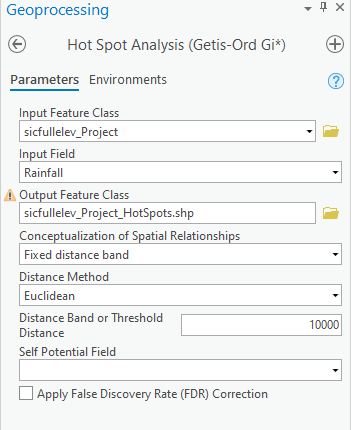 Geoprocessing
Hot Spot Analysis (Getis-Ord Gi*)
Parameters Environments
?
Input Feature Class
sicfullelev_Project
Input Field
Rainfall
Output Feature Class
sicfullelev_Project_HotSpots.shp
Conceptualization of Spatial Relationships
Fixed distance band
Distance Method
Euclidean
Distance Band or Threshold
Distance
10000
Self Potential Field
Apply False Discovery Rate (FDR) Correction